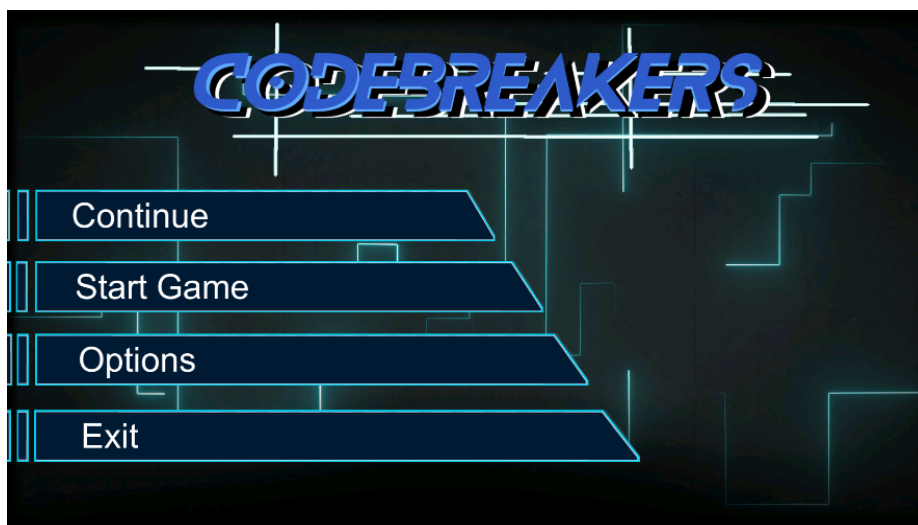 CODEBREAKERS
Continue
Start Game
Options
Exit